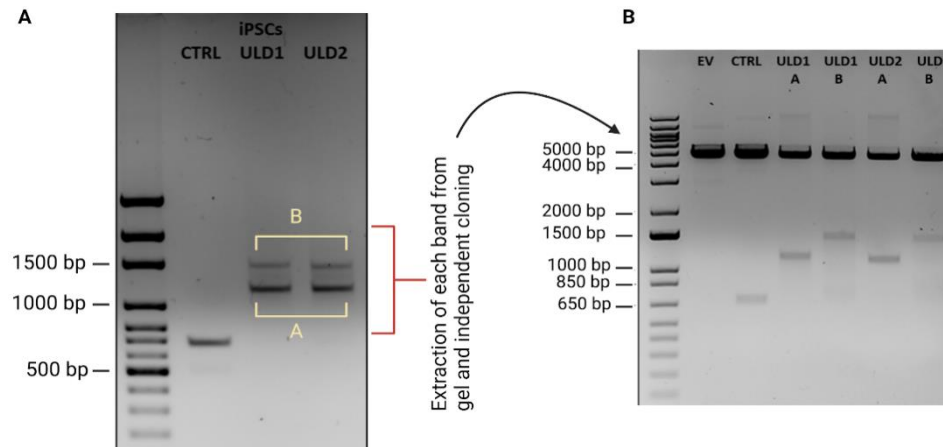 A
iPSCs
CTRL ULD1 ULD2
B
A
1500 bp
1000 bp
500 bp
Extraction of each band from
gel and independent cloning
B
EV CTRL ULD1 ULD1 ULD2 ULD
A B A B
5000 bp
4000 bp
2000 bp
1500 bp
1000 bp
850 bp
650 bp